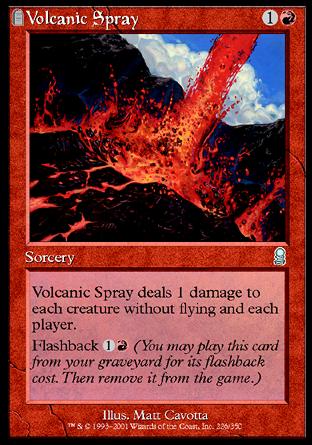 Volcanic Spray 1
Sorcery
Volcanic Spray deals 1 damage to
each creature without flying and each
player.
Flashback 1 (You may play this card
from your graveyard for its flashback
cost. Then remove it from the game.)
Illus. Matt Cavotta
™ & © 1993–2001 Wizards of the Coast, Inc. 226/350